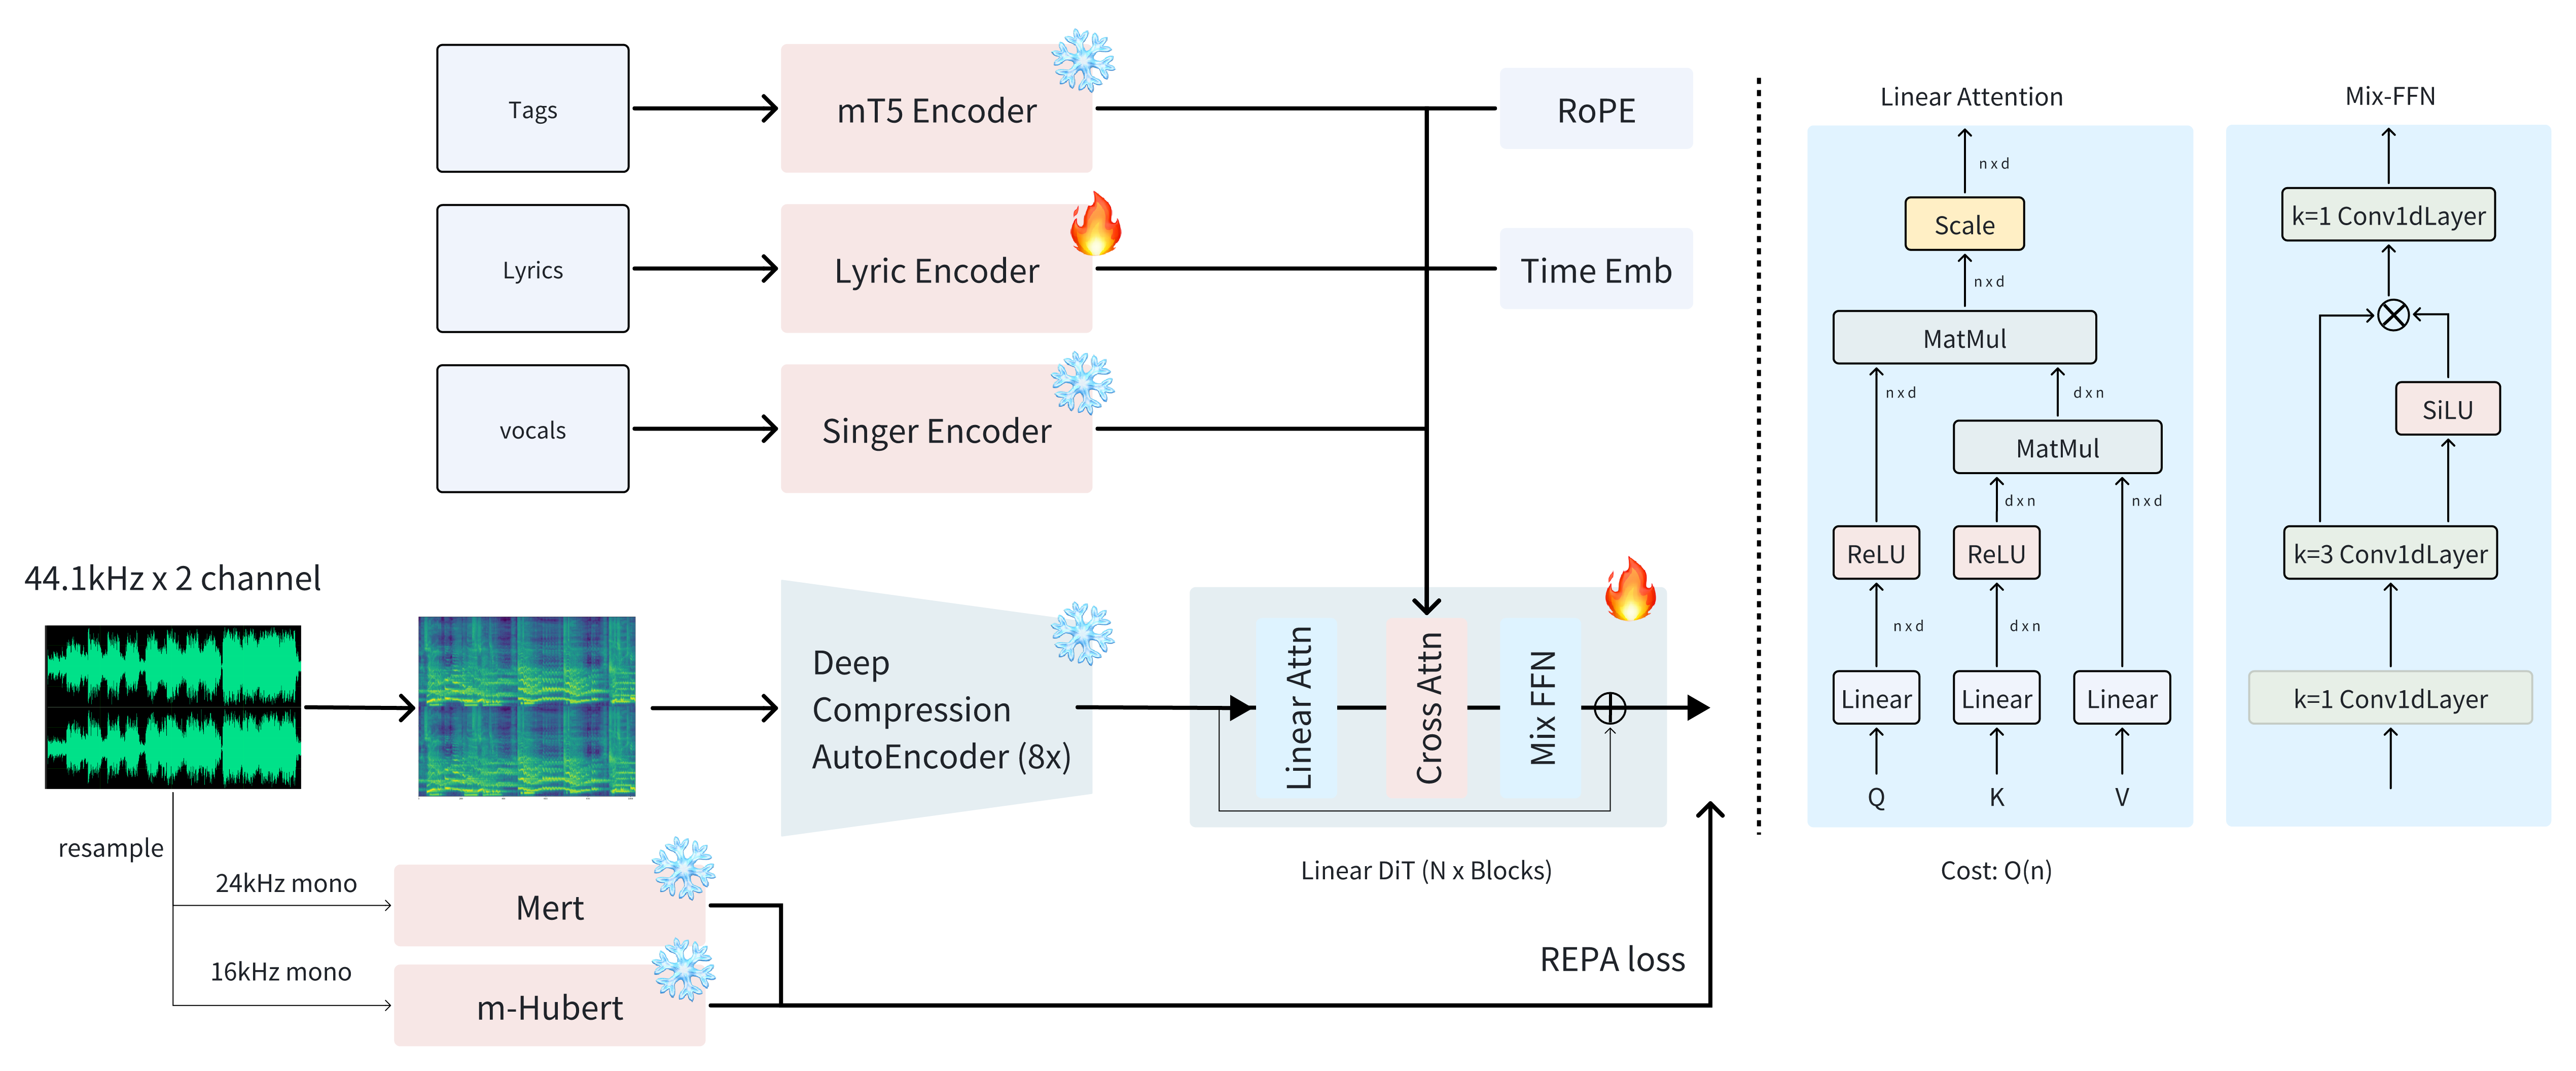 Tags
mT5 Encoder
RoPE
Lyrics
Lyric Encoder
Time Emb
vocals
Singer Encoder
44.1kHz x 2 channel
Deep
Compression
AutoEncoder (8x)
Linear Attn
Cross Attn
Mix FFN
Linear DiT (N x Blocks)
resample
24kHz mono
Mert
16kHz mono
m-Hubert
REPA loss
Linear Attention
n x d
Scale
n x d
MatMul
n x d
d x n
MatMul
d x n
n x d
ReLU
ReLU
n x d
d x n
Linear
Linear
Linear
Q
K
V
Cost: O(n)
Mix-FFN
k=1 Conv1dLayer
SiLU
k=3 Conv1dLayer
k=1 Conv1dLayer